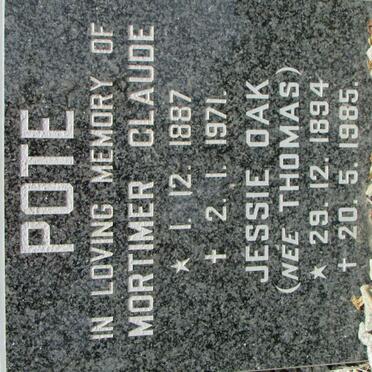 POTE
IN LOVING MEMORY OF
MORTIMER CLAUDE
★ 1. 12. 1887
✝ 2. 1. 1971.
JESSIE OAK
(NEE THOMAS)
★ 29. 12. 1894
✝ 20. 5. 1985.